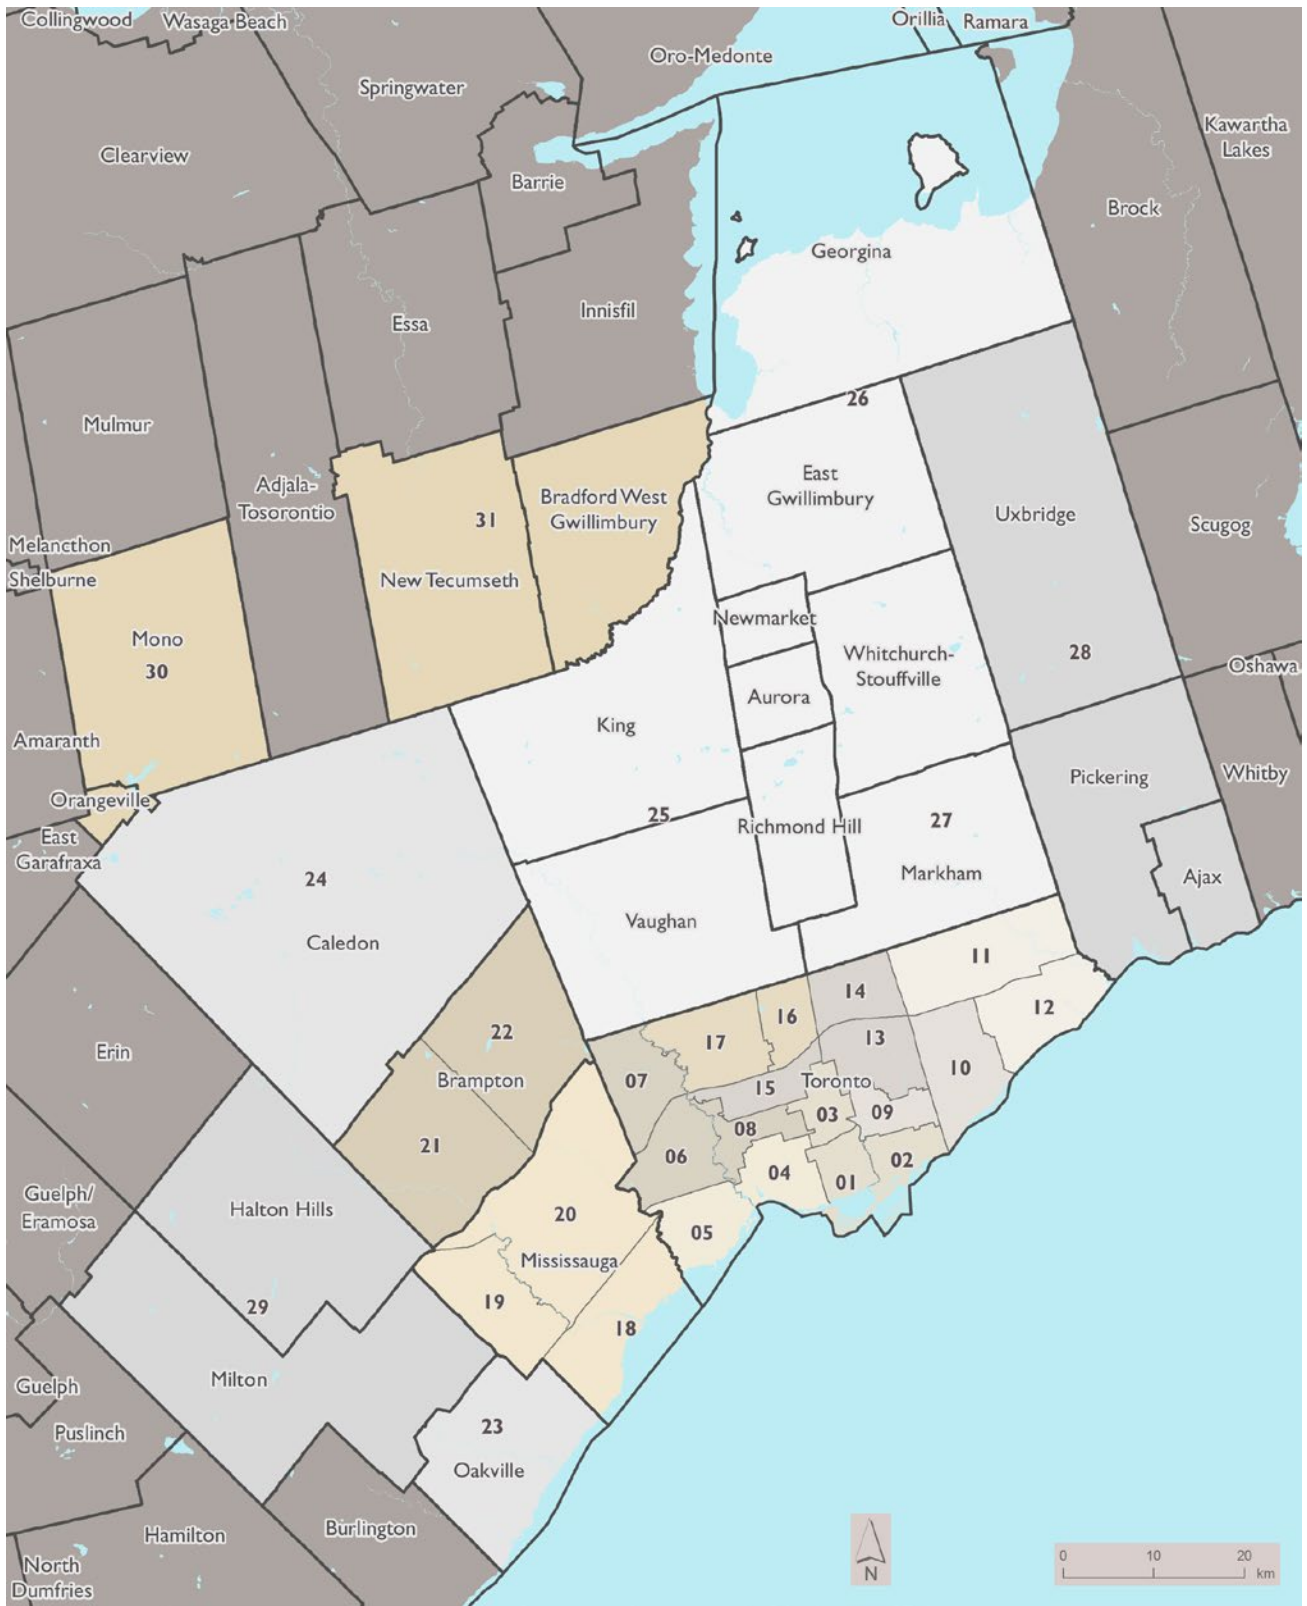 Collingwood
Wasaga Beach
Orillia
Ramara
Oro-Medonte
Springwater
Kawartha
Lakes
Clearview
Barrie
Brock
Georgina
Innisfil
Essa
26
Mulmur
East
Gwillimbury
Adjala-
Tosorontio
Bradford West
Gwillimbury
31
Uxbridge
Scugog
Melancthon
Shelburne
New Tecumseth
Newmarket
Mono
30
Whitchurch-
Stouffville
28
Oshawa
Aurora
King
Amaranth
Pickering
Whitby
Orangeville
25
Richmond Hill
27
East
Garafraxa
24
Markham
Ajax
Vaughan
Caledon
11
14
12
16
22
17
13
Erin
Brampton
07
15
Toronto
10
03
09
08
21
06
04
02
01
Guelph/
Eramosa
Halton Hills
20
05
Mississauga
19
29
18
Milton
Guelph
23
Puslinch
Oakville
Burlington
Hamilton
North
Dumfries
N
0 10 20
km